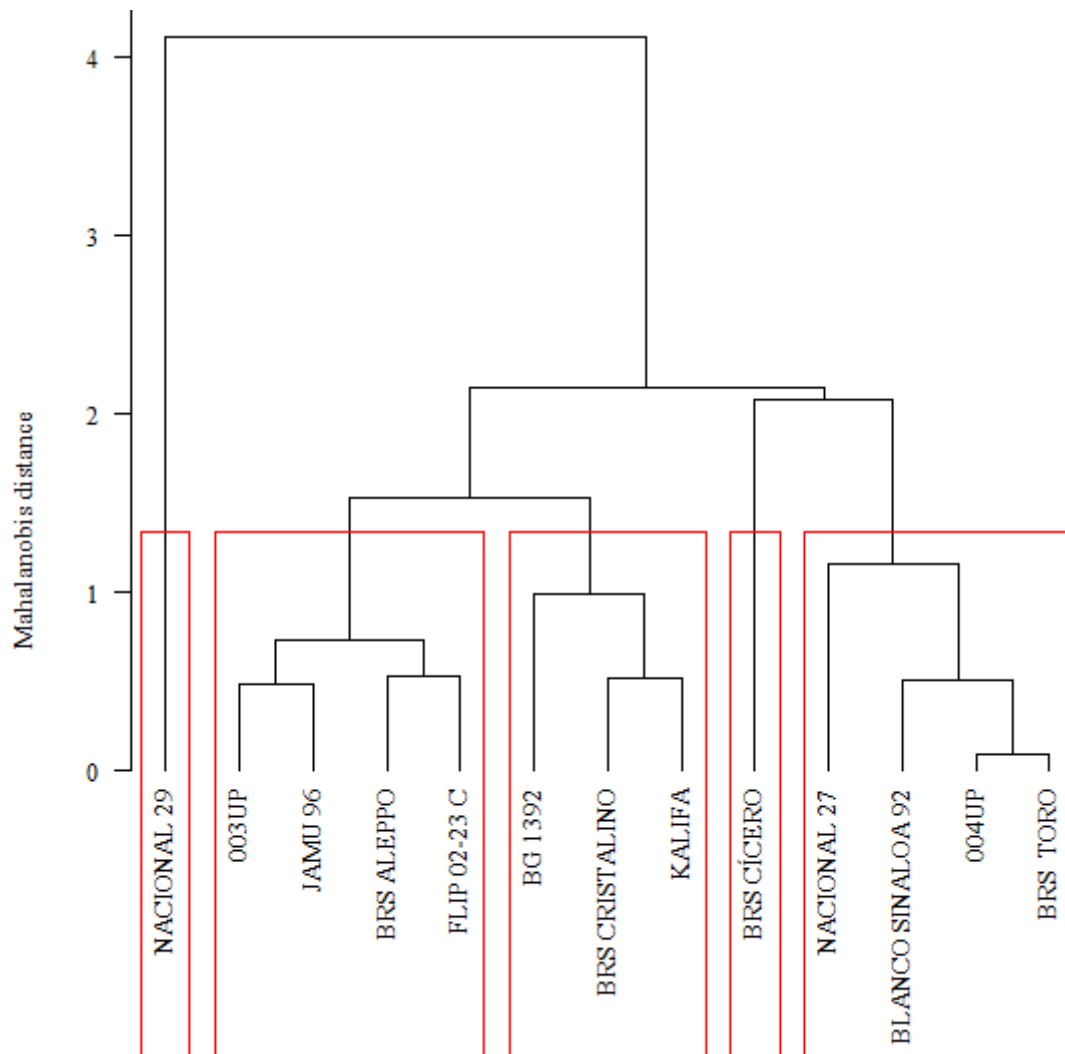 4
3
2
1
0
Mahalanobis distance
NACIONAL 29
003UP
JAMU 96
BRS ALEPPO
FLIP 02-23 C
BG 1392
BRS CRISTALINO
KALIFA
BRS CÍCERO
NACIONAL 27
BLANCO SINALOA 92
004UP
BRS TORO